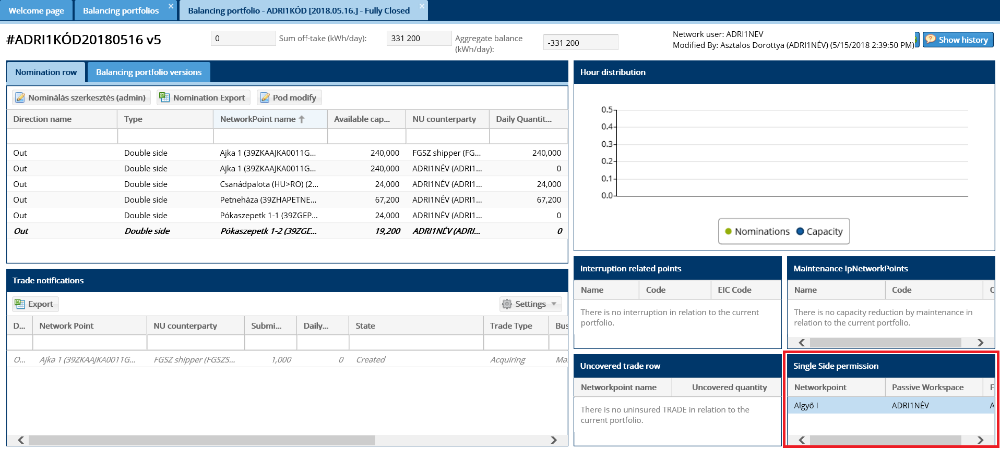 Welcome page
Balancing portfolios
Balancing portfolio - ADRI1KÓD [2018.05.16.] - Fully Closed
#ADRI1KÓD20180516 v5
0
Sum off-take (kWh/day):
331 200
Aggregate balance
(kWh/day):
-331 200
Network user: ADRI1NEV
Modified By: Asztalos Dorottya (ADRI1NÉV) (5/15/2018 2:39:50 PM)
Show history
Nomination row
Balancing portfolio versions
Nominálás szerkesztés (admin)
Nomination Export
Pod modify
Direction name Type NetworkPoint name Available cap... NU counterparty Daily Quantit...
Out Double side Ajka 1 (39ZKAAJKA0011G... 240,000 FGSZ shipper (FG... 240,000
Out Double side Ajka 1 (39ZKAAJKA0011G... 240,000 ADRI1NÉV (ADRI1... 0
Out Double side Csanádpalota (HU>RO) (2... 24,000 ADRI1NÉV (ADRI1... 24,000
Out Double side Petneháza (39ZHAPETNE... 67,200 ADRI1NÉV (ADRI1... 67,200
Out Double side Pókaszepetk 1-1 (39ZGEP... 24,000 ADRI1NÉV (ADRI1... 0
Out Double side Pókaszepetk 1-2 (39ZGE... 19,200 ADRI1NÉV (ADRI... 0
Hour distribution
0.5
0.4
0.3
0.2
0.1
0.0
Nominations Capacity
Trade notifications
Export
Settings
D... Network Point NU counterparty Submi... Daily... State Trade Type Bus
O... Ajka 1 (39ZKAAJKA0011G... FGSZ shipper (FGSZS... 1,000 0 Created Acquiring Ma
Interruption related points
Name Code EIC Code
There is no interruption in relation to the current
portfolio.
Maintenance IpNetworkPoints
Name Code
There is no capacity reduction by maintenance in
relation to the current portfolio.
Uncovered trade row
Networkpoint name Uncovered quantity
There is no uninsured TRADE in relation to the
current portfolio.
Single Side permission
Networkpoint Passive Workspace F
Algyő I ADRI1NÉV A